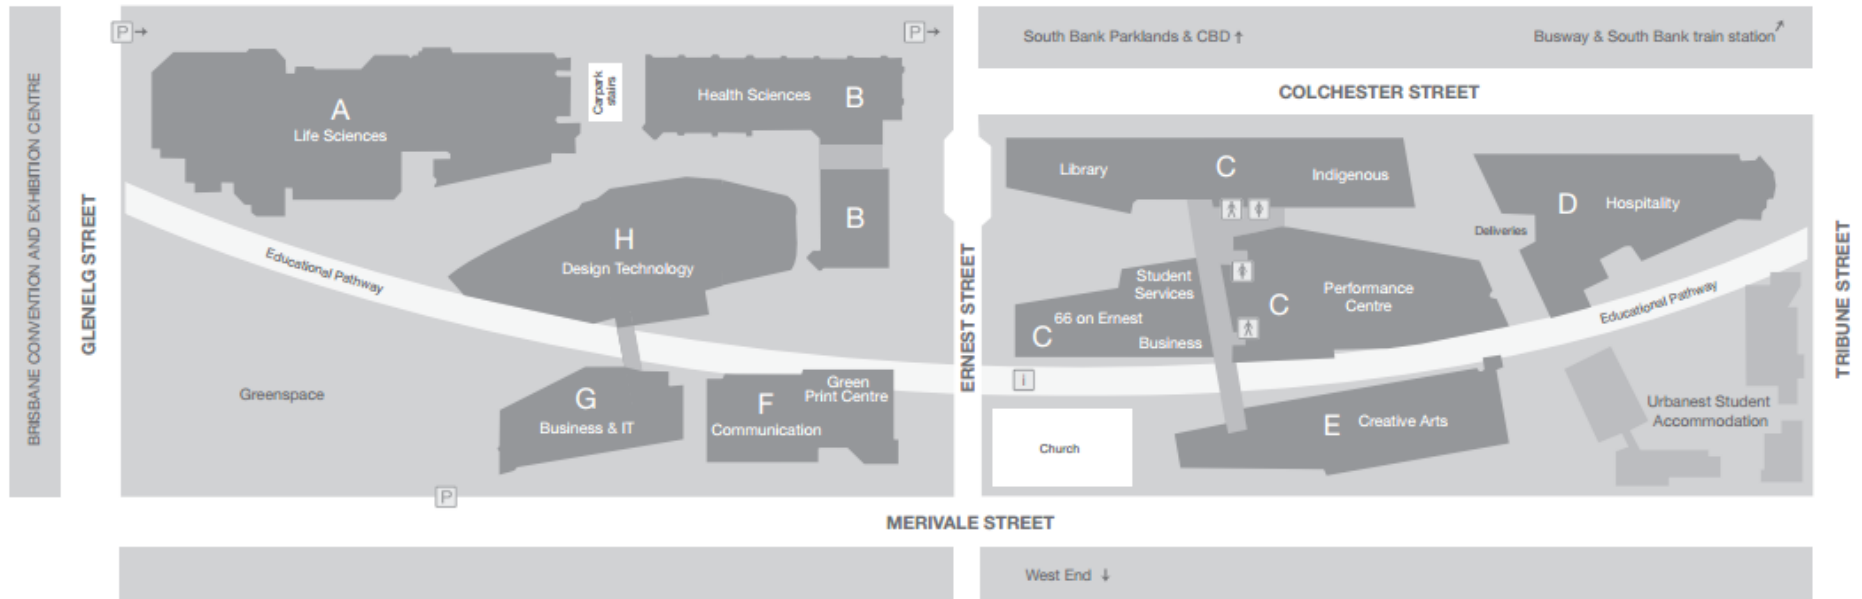 P→
P→
South Bank Parklands & CBD ↑
Busway & South Bank train station ↗
COLCHESTER STREET
BRISBANE CONVENTION AND EXHIBITION CENTRE
GLENELG STREET
A
Life Sciences
Carpark
stairs
Health Sciences
B
B
H
Design Technology
Educational Pathway
Greenspace
G
Business & IT
F
Communication
Green
Print Centre
P
ERNEST STREET
Library
C
Indigenous
D
Hospitality
Deliveries
Student
Services
C
66 on Ernest
Business
C
Performance
Centre
Educational Pathway
TRIBUNE STREET
i
Church
E
Creative Arts
Urbanest Student
Accommodation
MERIVALE STREET
West End ↓